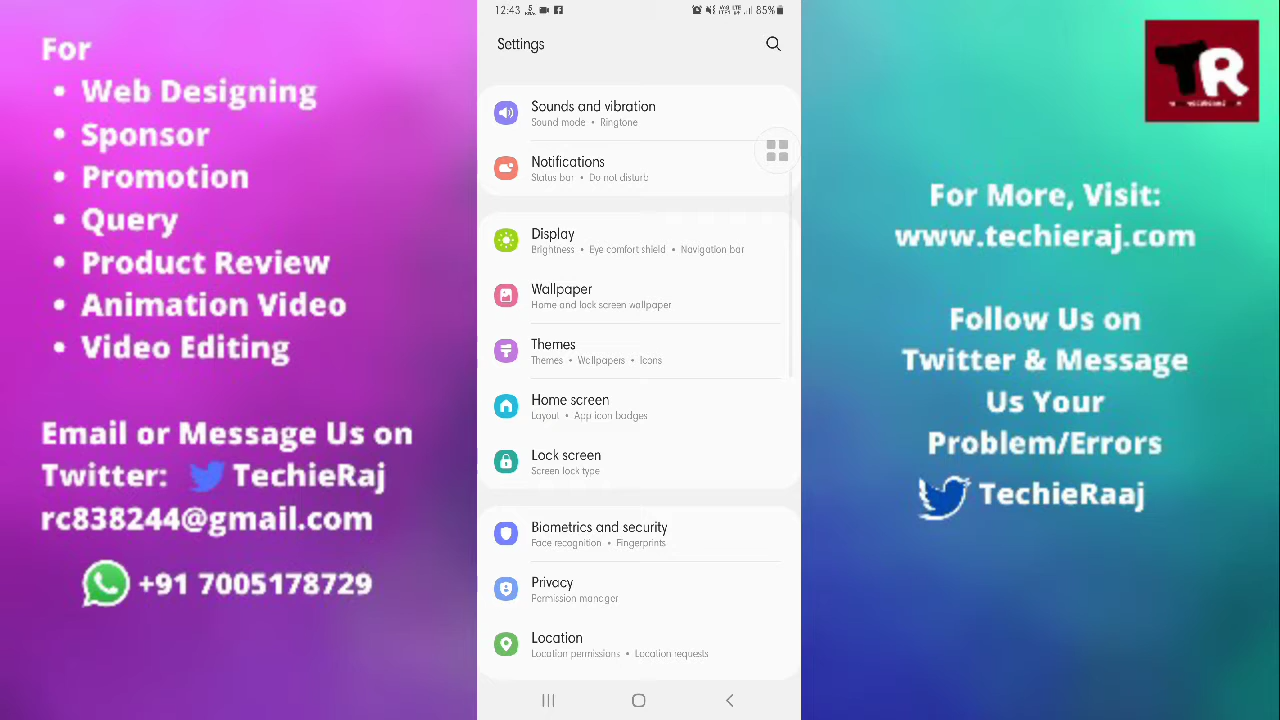 For
• Web Designing
• Sponsor
• Promotion
• Query
• Product Review
• Animation Video
• Video Editing
Email or Message Us on
Twitter: TechieRaj
rc838244@gmail.com
+91 7005178729
12:43
85%
Settings
Sounds and vibration
Sound mode • Ringtone
Notifications
Status bar • Do not disturb
Display
Brightness • Eye comfort shield • Navigation bar
Wallpaper
Home and lock screen wallpaper
Themes
Themes • Wallpapers • Icons
Home screen
Layout • App icon badges
Lock screen
Screen lock type
Biometrics and security
Face recognition • Fingerprints
Privacy
Permission manager
Location
Location permissions • Location requests
TR
For More, Visit:
www.techieraj.com
Follow Us on
Twitter & Message
Us Your
Problem/Errors
TechieRaaj